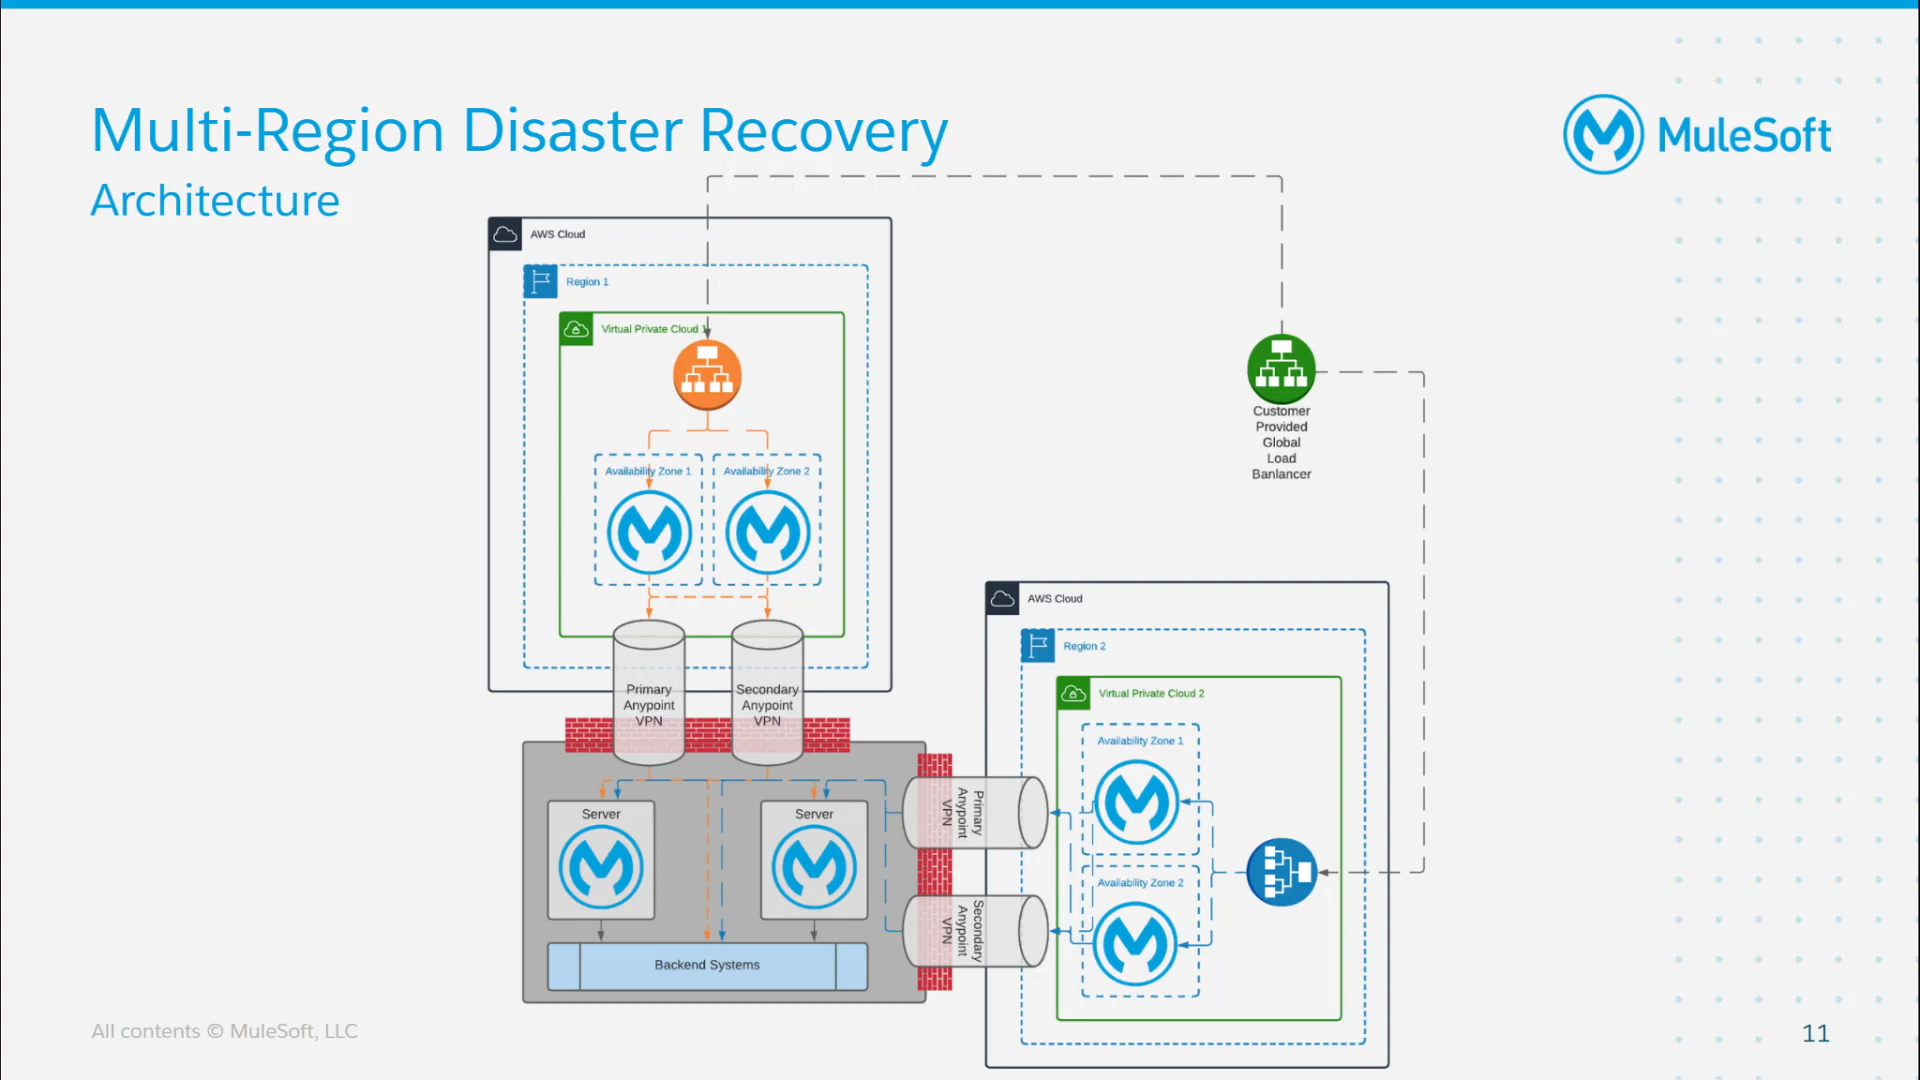 Multi-Region Disaster Recovery
Architecture
MuleSoft
AWS Cloud
Region 1
Virtual Private Cloud 1
Availability Zone 1
Availability Zone 2
Customer
Provided
Global
Load
Banlancer
Primary
Anypoint
VPN
Secondary
Anypoint
VPN
AWS Cloud
Region 2
Virtual Private Cloud 2
Availability Zone 1
Availability Zone 2
Primary
Anypoint
VPN
Secondary
Anypoint
VPN
Server
Server
Backend Systems
All contents © MuleSoft, LLC
11